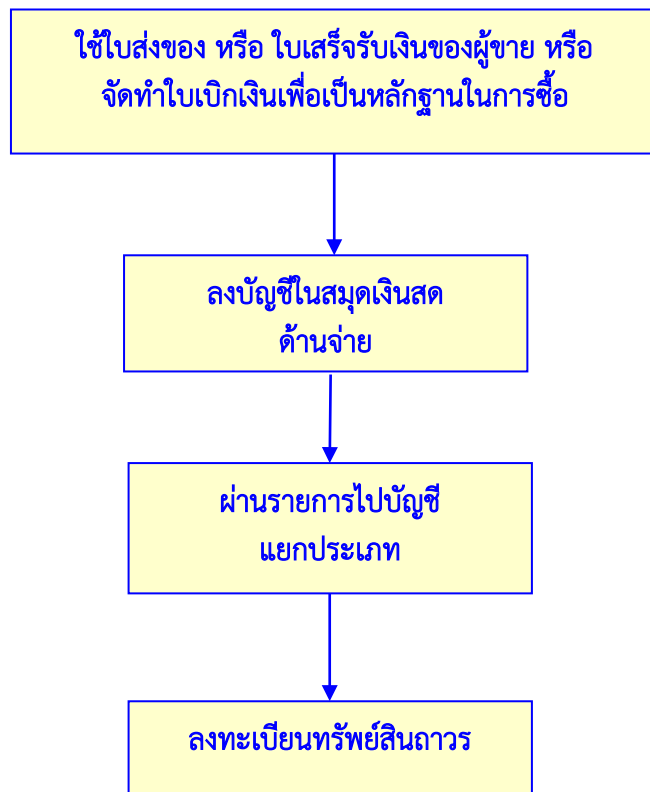 ใช้ใบส่งของ หรือ ใบเสร็จรับเงินของผู้ขาย หรือ
จัดทำใบเบิกเงินเพื่อเป็นหลักฐานในการซื้อ
ลงบัญชีในสมุดเงินสด
ด้านจ่าย
ผ่านรายการไปบัญชี
แยกประเภท
ลงทะเบียนทรัพย์สินถาวร